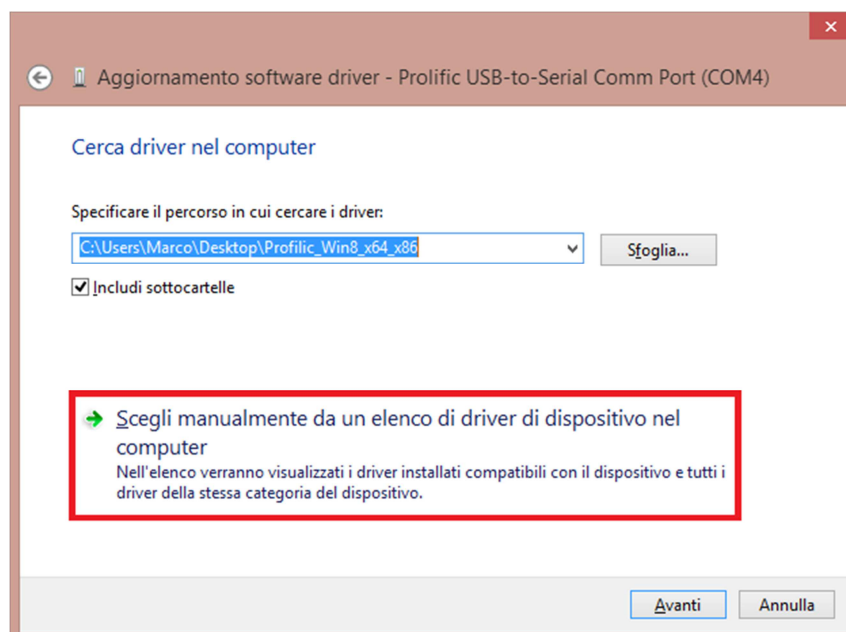 Aggiornamento software driver - Prolific USB-to-Serial Comm Port (COM4)
Cerca driver nel computer
Specificare il percorso in cui cercare i driver:
C:\Users\Marco\Desktop\Profilic_Win8_x64_x86
Sfoglia...
Includi sottocartelle
Scegli manualmente da un elenco di driver di dispositivo nel
computer
Nell'elenco verranno visualizzati i driver installati compatibili con il dispositivo e tutti i
driver della stessa categoria del dispositivo.
Avanti
Annulla